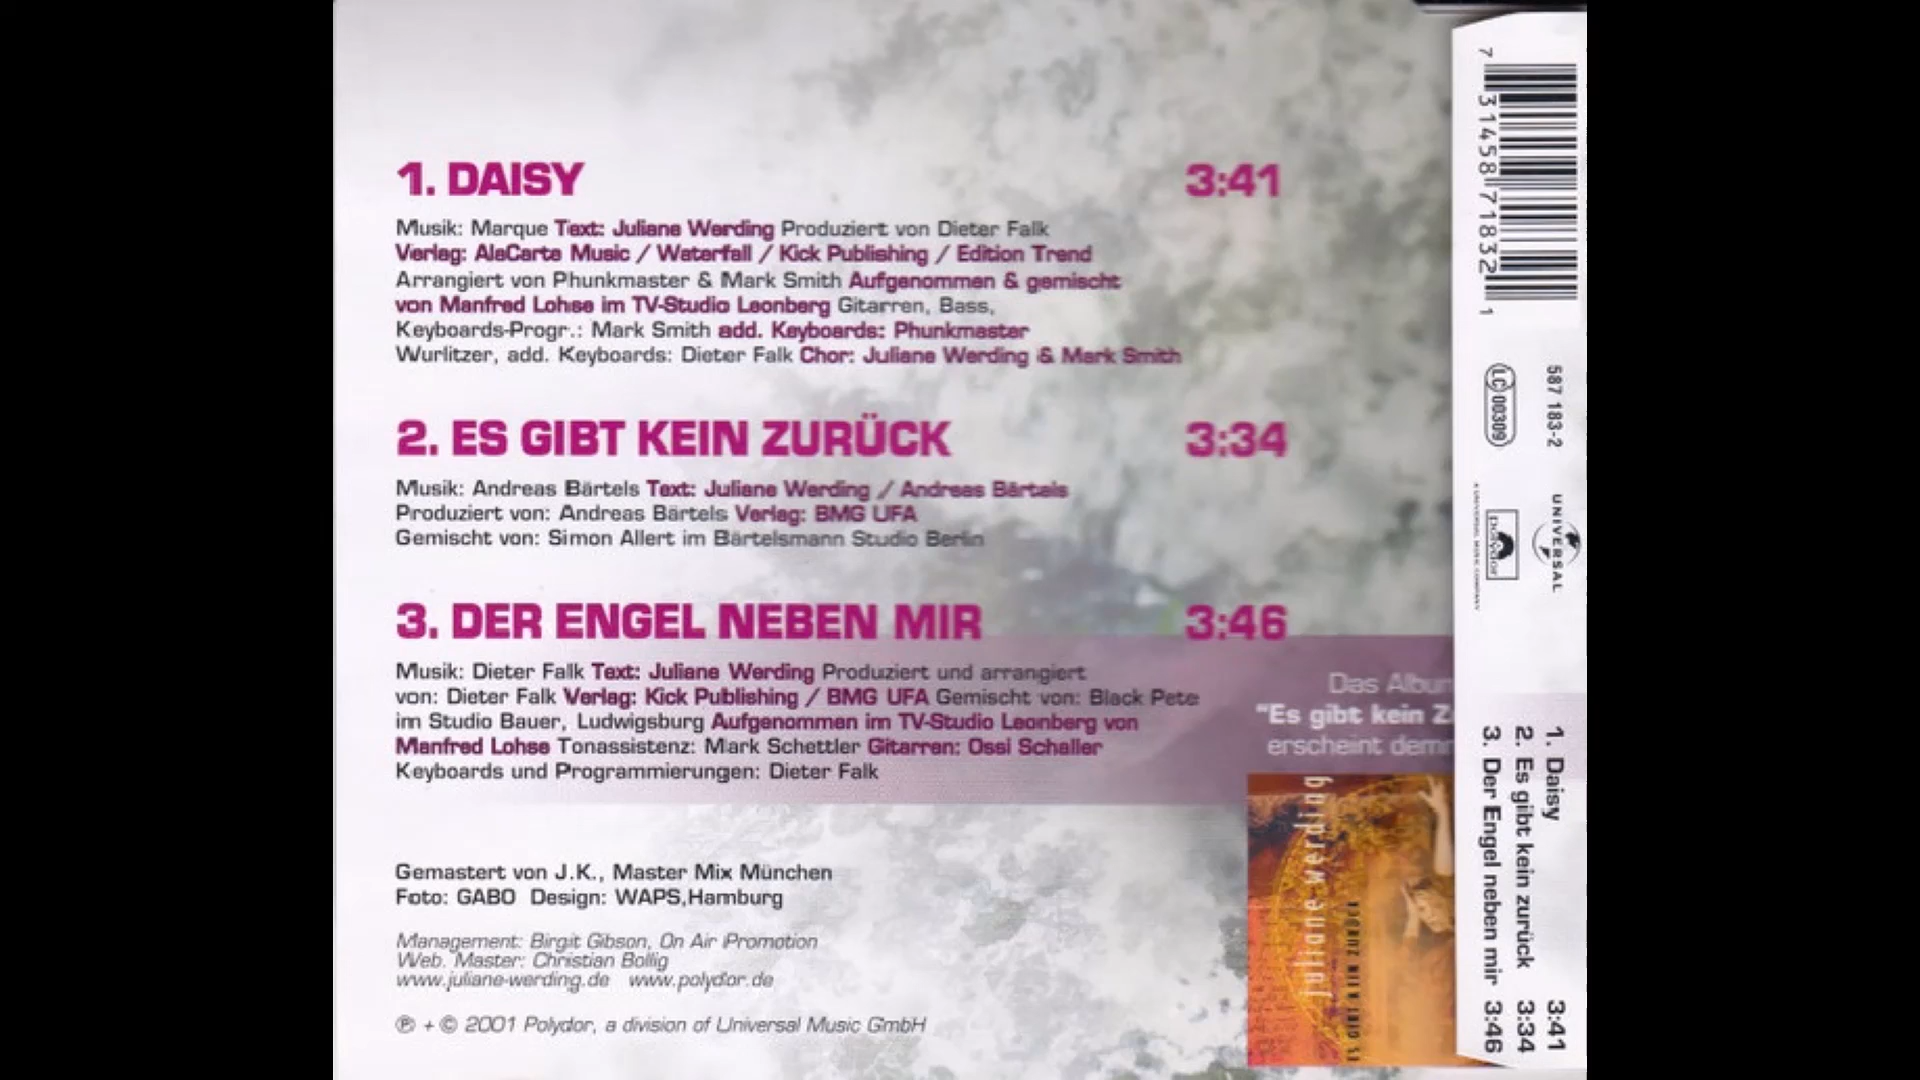 1. DAISY 3:41
Musik: Marque Text: Juliane Werding Produziert von Dieter Falk
Verlag: AlaCarte Music / Waterfall / Kick Publishing / Edition Trend
Arrangiert von Phunkmaster & Mark Smith Aufgenommen & gemischt
von Manfred Lohse im TV-Studio Leonberg Gitarren, Bass,
Keyboards-Progr.: Mark Smith add. Keyboards: Phunkmaster
Wurlitzer, add. Keyboards: Dieter Falk Chor: Juliane Werding & Mark Smith
2. ES GIBT KEIN ZURÜCK 3:34
Musik: Andreas Bärtels Text: Juliane Werding / Andreas Bärtels
Produziert von: Andreas Bärtels Verlag: BMG UFA
Gemischt von: Simon Allert im Bärtelsmann Studio Berlin
3. DER ENGEL NEBEN MIR 3:46
Musik: Dieter Falk Text: Juliane Werding Produziert und arrangiert
von: Dieter Falk Verlag: Kick Publishing / BMG UFA Gemischt von: Black Pete
im Studio Bauer, Ludwigsburg Aufgenommen im TV-Studio Leonberg von
Manfred Lohse Tonassistenz: Mark Schettler Gitarren: Ossi Schaller
Keyboards und Programmierungen: Dieter Falk
Das Album
"Es gibt kein Z
erscheint demn
juliane werding
ES GIBT KEIN ZURÜCK
Gemastert von J.K., Master Mix München
Foto: GABO Design: WAPS,Hamburg
Management: Birgit Gibson, On Air Promotion
Web. Master: Christian Bollig
www.juliane-werding.de www.polydor.de
℗ + © 2001 Polydor, a division of Universal Music GmbH
7 31458 71832 1
587 183-2
LC 00309
UNIVERSAL
polydor
A UNIVERSAL MUSIC COMPANY
1. Daisy 3:41
2. Es gibt kein zurück 3:34
3. Der Engel neben mir 3:46